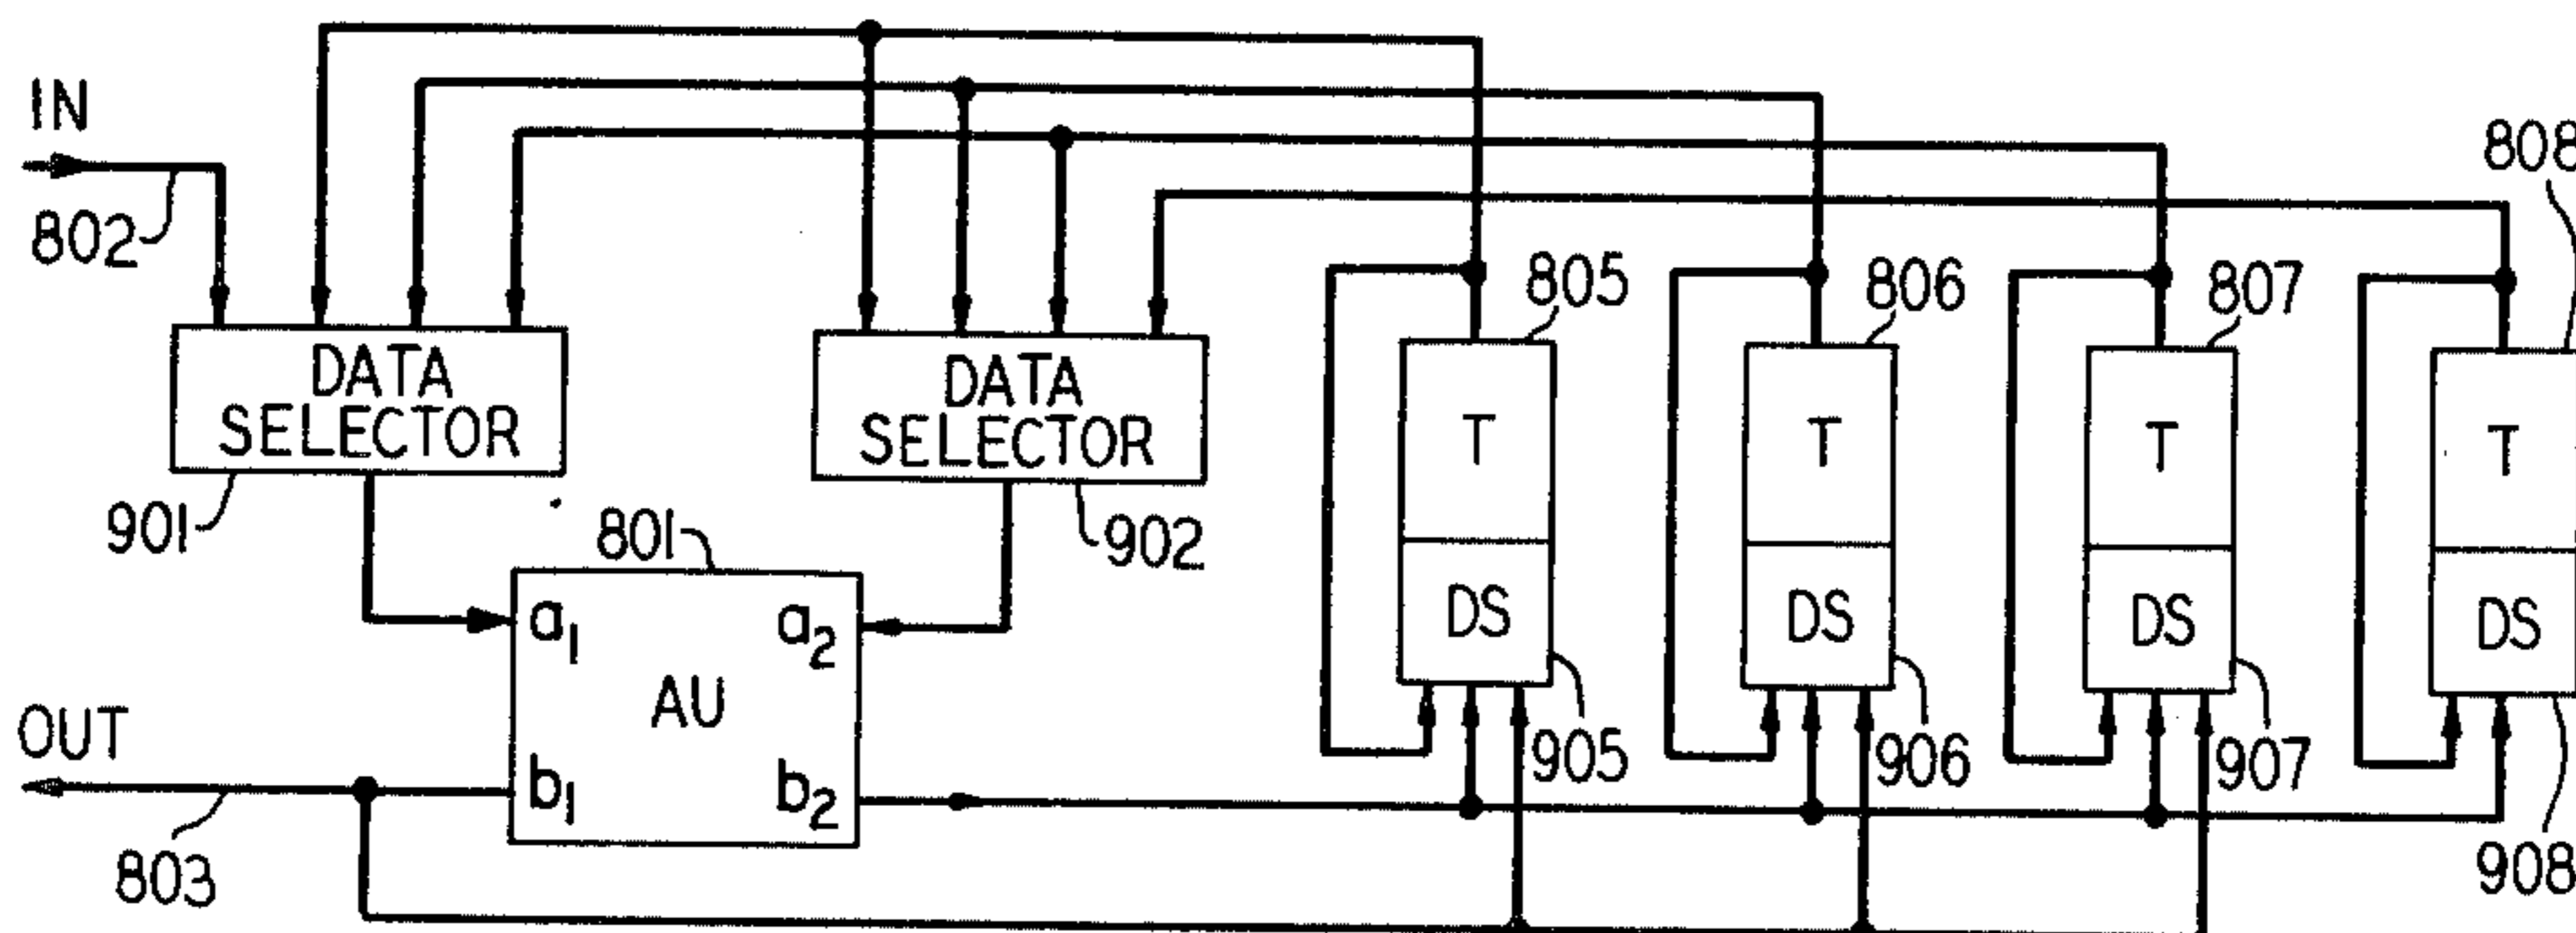 IN
802
808
805
806
807
DATA
SELECTOR
DATA
SELECTOR
T
T
T
T
901
902
801
a1
a2
AU
b1
b2
DS
DS
DS
DS
OUT
803
905
906
907
908